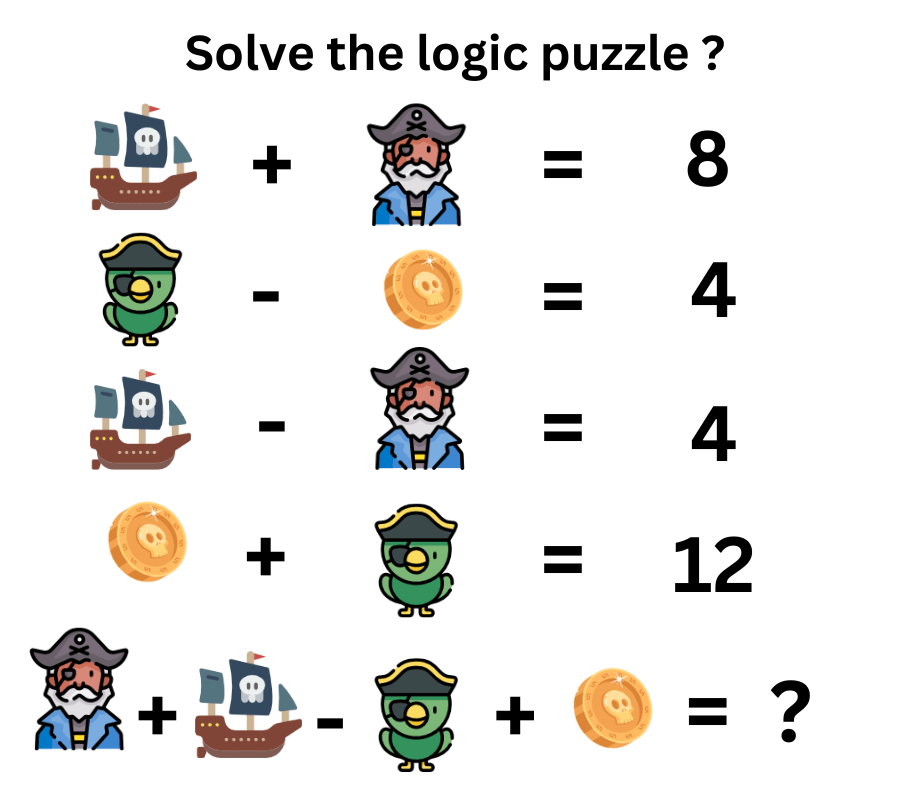 Solve the logic puzzle ?
+ = 8
- = 4
- = 4
+ = 12
+ - + = ?